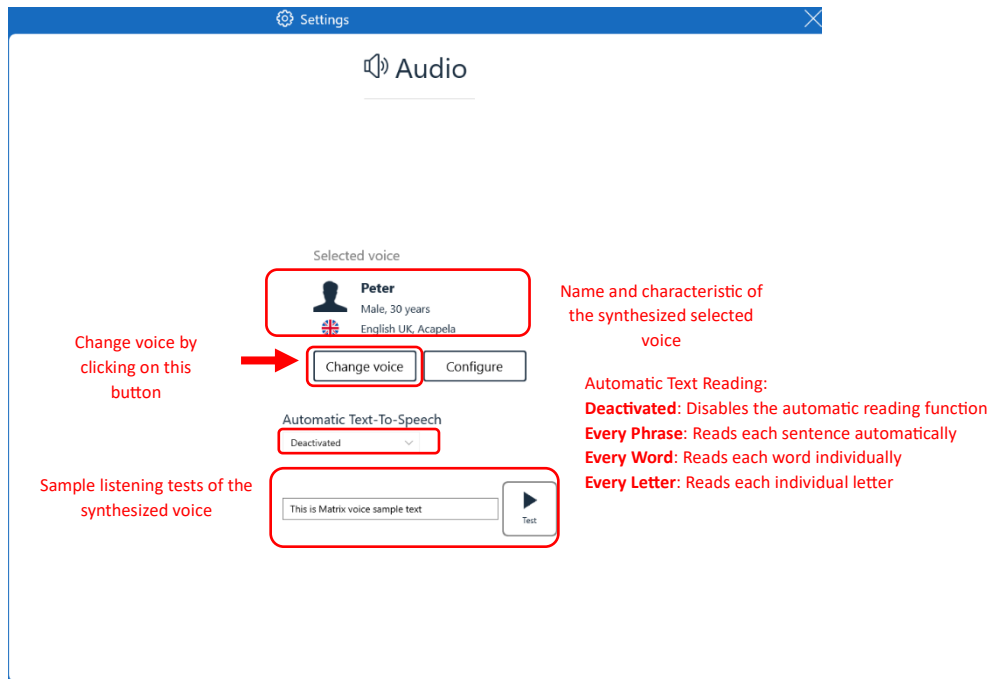 Settings
Audio
Selected voice
Peter
Male, 30 years
English UK, Acapela
Name and characteristic of
the synthesized selected
voice
Change voice by
clicking on this
button
Change voice
Configure
Automatic Text Reading:
Deactivated: Disables the automatic reading function
Every Phrase: Reads each sentence automatically
Every Word: Reads each word individually
Every Letter: Reads each individual letter
Automatic Text-To-Speech
Deactivated
Sample listening tests of the
synthesized voice
This is Matrix voice sample text
Test